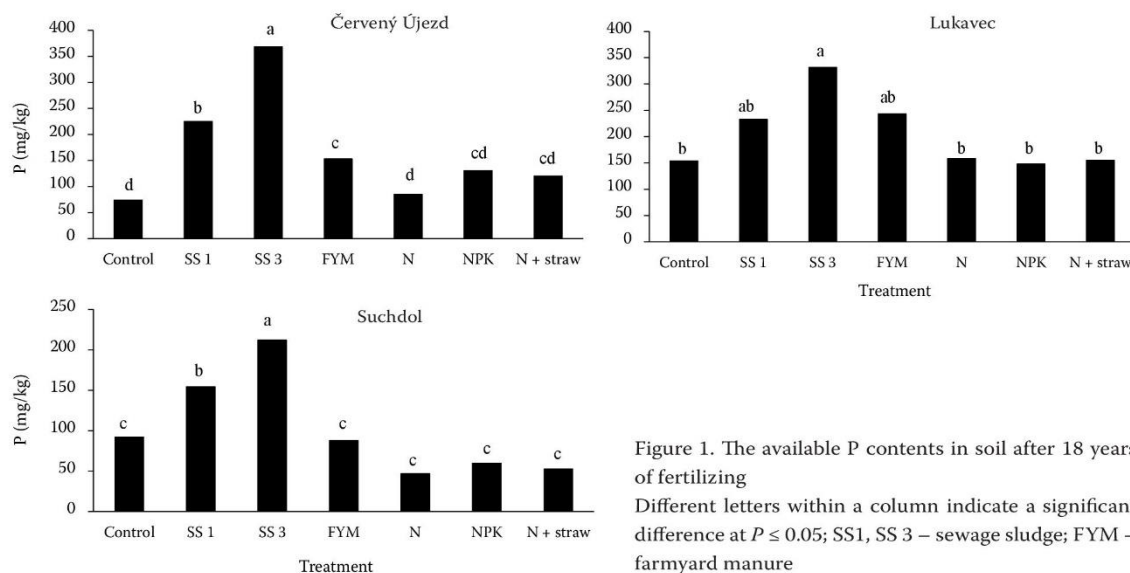 Červený Újezd
400
350
300
250
200
150
100
50
0
P (mg/kg)
d
b
a
c
d
cd
cd
Control SS 1 SS 3 FYM N NPK N + straw
Lukavec
400
350
300
250
200
150
100
50
0
b
ab
a
ab
b
b
b
Control SS 1 SS 3 FYM N NPK N + straw
Treatment
Suchdol
250
200
150
100
50
0
P (mg/kg)
c
b
a
c
c
c
c
Control SS 1 SS 3 FYM N NPK N + straw
Treatment
Figure 1. The available P contents in soil after 18 years
of fertilizing
Different letters within a column indicate a significan
difference at P ≤ 0.05; SS1, SS 3 – sewage sludge; FYM –
farmyard manure